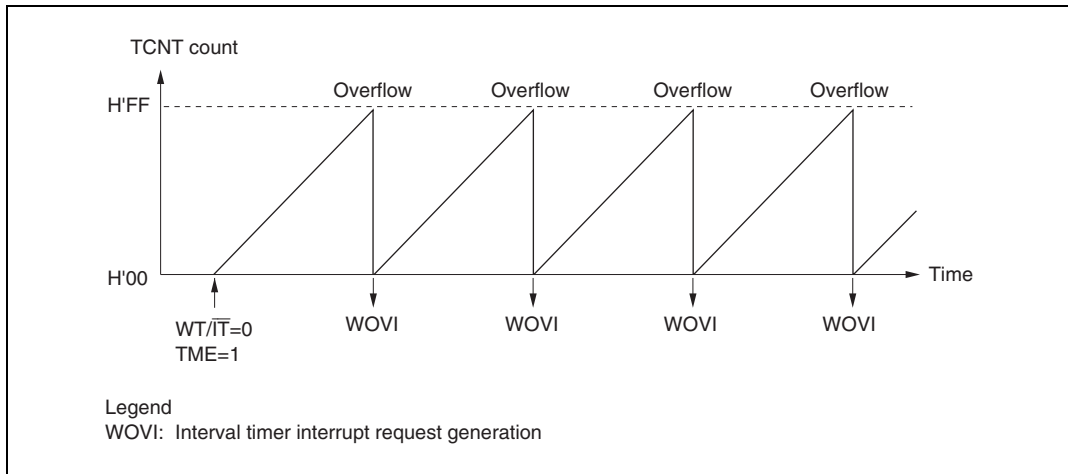 TCNT count
Overflow Overflow Overflow Overflow
H'FF
H'00
Time
WT/I̅T̅=0
TME=1
WOVI WOVI WOVI WOVI
Legend
WOVI: Interval timer interrupt request generation